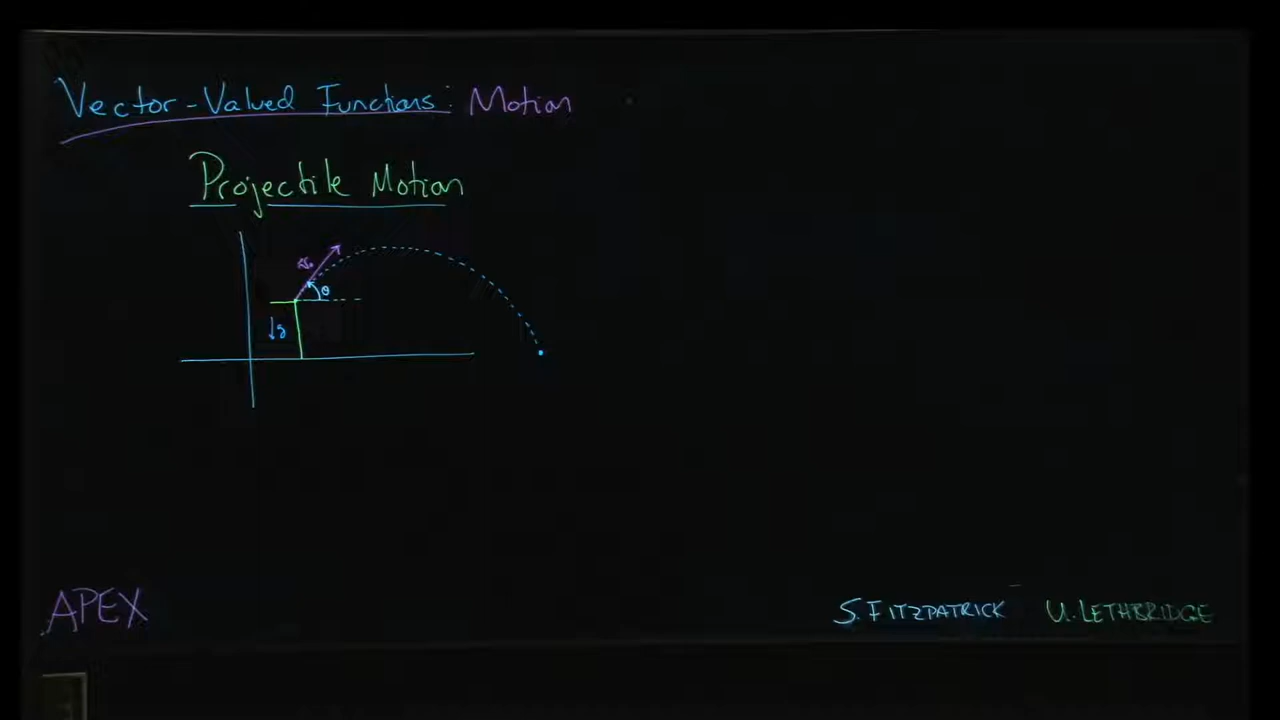 Vector-Valued Functions: Motion
Projectile Motion
θ
g
APEX
S. FITZPATRICK U. LETHBRIDGE